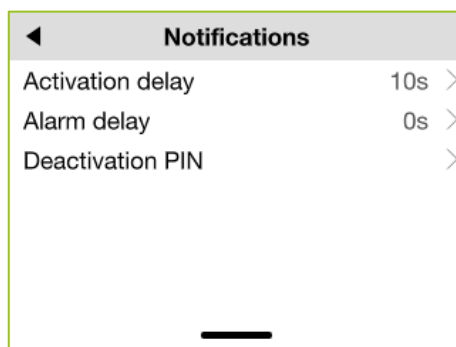 Notifications
Activation delay 10s
Alarm delay 0s
Deactivation PIN